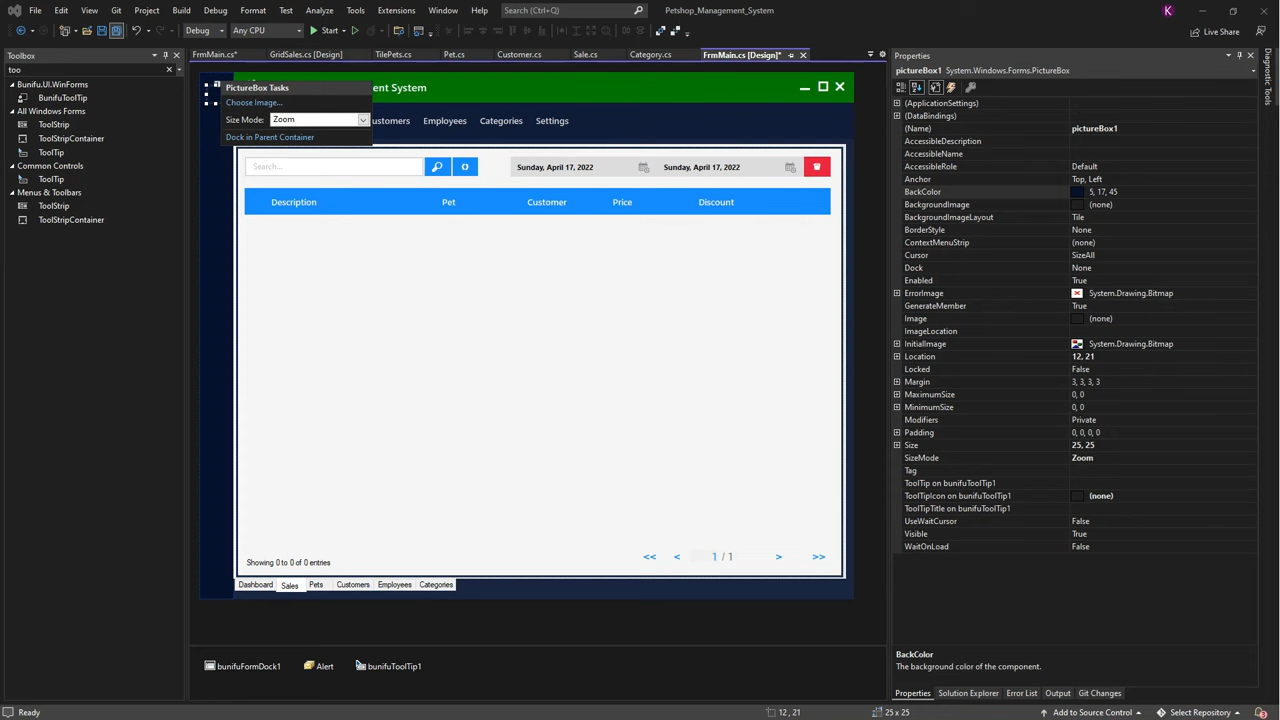 File Edit View Git Project Build Debug Format Test Analyze Tools Extensions Window Help Search (Ctrl+Q) Petshop_Management_System K
Debug Any CPU Start Live Share
Toolbox
too
Bunifu.UI.WinForms
BunifuToolTip
All Windows Forms
ToolStrip
ToolStripContainer
ToolTip
Common Controls
ToolTip
Menus & Toolbars
ToolStrip
ToolStripContainer
FrmMain.cs* GridSales.cs [Design] TilePets.cs Pet.cs Customer.cs Sale.cs Category.cs FrmMain.cs [Design]*
PictureBox Tasks
Choose Image...
Size Mode: Zoom
Dock in Parent Container
ent System
ustomers Employees Categories Settings
Search... Sunday, April 17, 2022 Sunday, April 17, 2022
Description Pet Customer Price Discount
Showing 0 to 0 of 0 entries << < 1 / 1 > >>
Dashboard Sales Pets Customers Employees Categories
bunifuFormDock1 Alert bunifuToolTip1
Properties
pictureBox1 System.Windows.Forms.PictureBox
(ApplicationSettings)
(DataBindings)
(Name) pictureBox1
AccessibleDescription
AccessibleName
AccessibleRole Default
Anchor Top, Left
BackColor 5, 17, 45
BackgroundImage (none)
BackgroundImageLayout Tile
BorderStyle None
ContextMenuStrip (none)
Cursor SizeAll
Dock None
Enabled True
ErrorImage System.Drawing.Bitmap
GenerateMember True
Image (none)
ImageLocation
InitialImage System.Drawing.Bitmap
Location 12, 21
Locked False
Margin 3, 3, 3, 3
MaximumSize 0, 0
MinimumSize 0, 0
Modifiers Private
Padding 0, 0, 0, 0
Size 25, 25
SizeMode Zoom
Tag
ToolTip on bunifuToolTip1
ToolTipIcon on bunifuToolTip1 (none)
ToolTipTitle on bunifuToolTip1
UseWaitCursor False
Visible True
WaitOnLoad False
BackColor
The background color of the component.
Properties Solution Explorer Error List Output Git Changes
Diagnostic Tools
Ready 12 , 21 25 x 25 Add to Source Control Select Repository